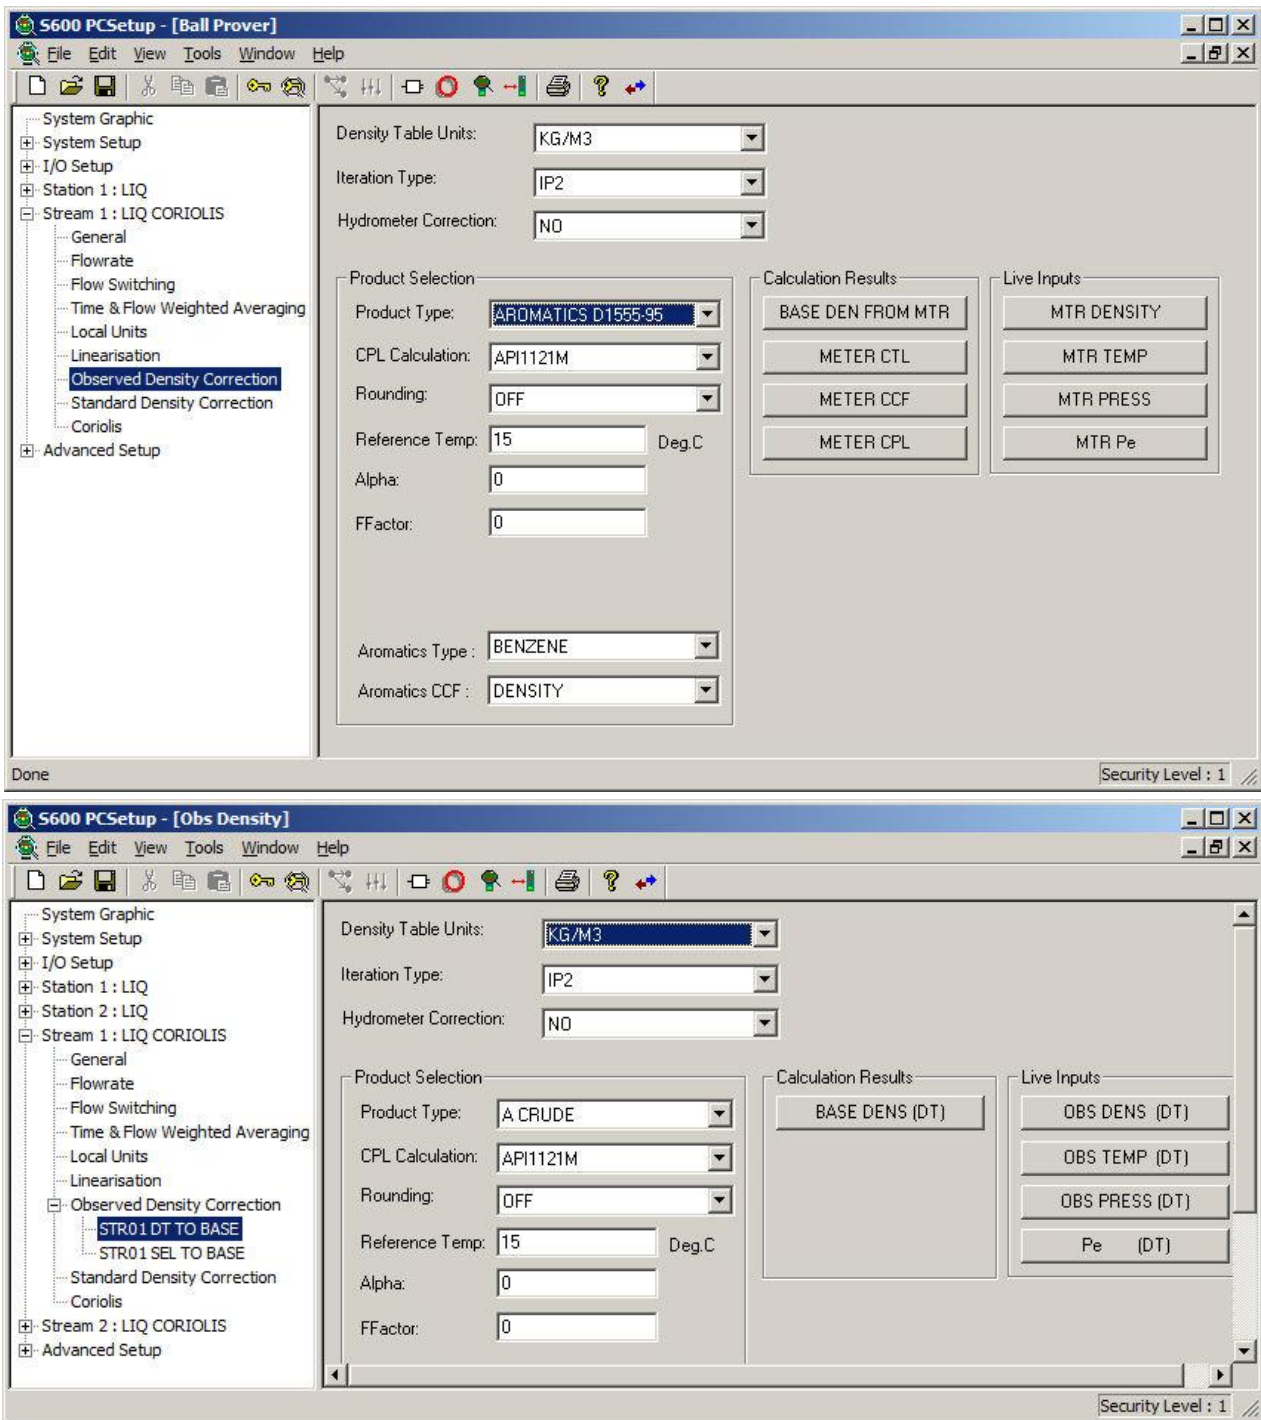 S600 PCSetup - [Ball Prover]
File Edit View Tools Window Help
System Graphic
System Setup
I/O Setup
Station 1 : LIQ
Stream 1 : LIQ CORIOLIS
General
Flowrate
Flow Switching
Time & Flow Weighted Averaging
Local Units
Linearisation
Observed Density Correction
Standard Density Correction
Coriolis
Advanced Setup
Density Table Units: KG/M3
Iteration Type: IP2
Hydrometer Correction: NO
Product Selection
Product Type: AROMATICS D1555-95
CPL Calculation: API1121M
Rounding: OFF
Reference Temp: 15 Deg.C
Alpha: 0
FFactor: 0
Aromatics Type : BENZENE
Aromatics CCF : DENSITY
Calculation Results
BASE DEN FROM MTR
METER CTL
METER CCF
METER CPL
Live Inputs
MTR DENSITY
MTR TEMP
MTR PRESS
MTR Pe
Done
Security Level : 1
S600 PCSetup - [Obs Density]
File Edit View Tools Window Help
System Graphic
System Setup
I/O Setup
Station 1 : LIQ
Station 2 : LIQ
Stream 1 : LIQ CORIOLIS
General
Flowrate
Flow Switching
Time & Flow Weighted Averaging
Local Units
Linearisation
Observed Density Correction
STR01 DT TO BASE
STR01 SEL TO BASE
Standard Density Correction
Coriolis
Stream 2 : LIQ CORIOLIS
Advanced Setup
Density Table Units: KG/M3
Iteration Type: IP2
Hydrometer Correction: NO
Product Selection
Product Type: A CRUDE
CPL Calculation: API1121M
Rounding: OFF
Reference Temp: 15 Deg.C
Alpha: 0
FFactor: 0
Calculation Results
BASE DENS (DT)
Live Inputs
OBS DENS (DT)
OBS TEMP (DT)
OBS PRESS (DT)
Pe (DT)
Security Level : 1